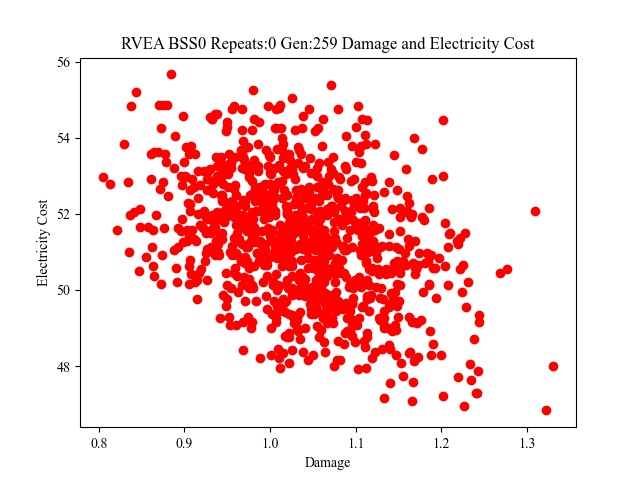 RVEA BSS0 Repeats:0 Gen:259 Damage and Electricity Cost
56
54
52
50
48
Electricity Cost
0.8 0.9 1.0 1.1 1.2 1.3
Damage